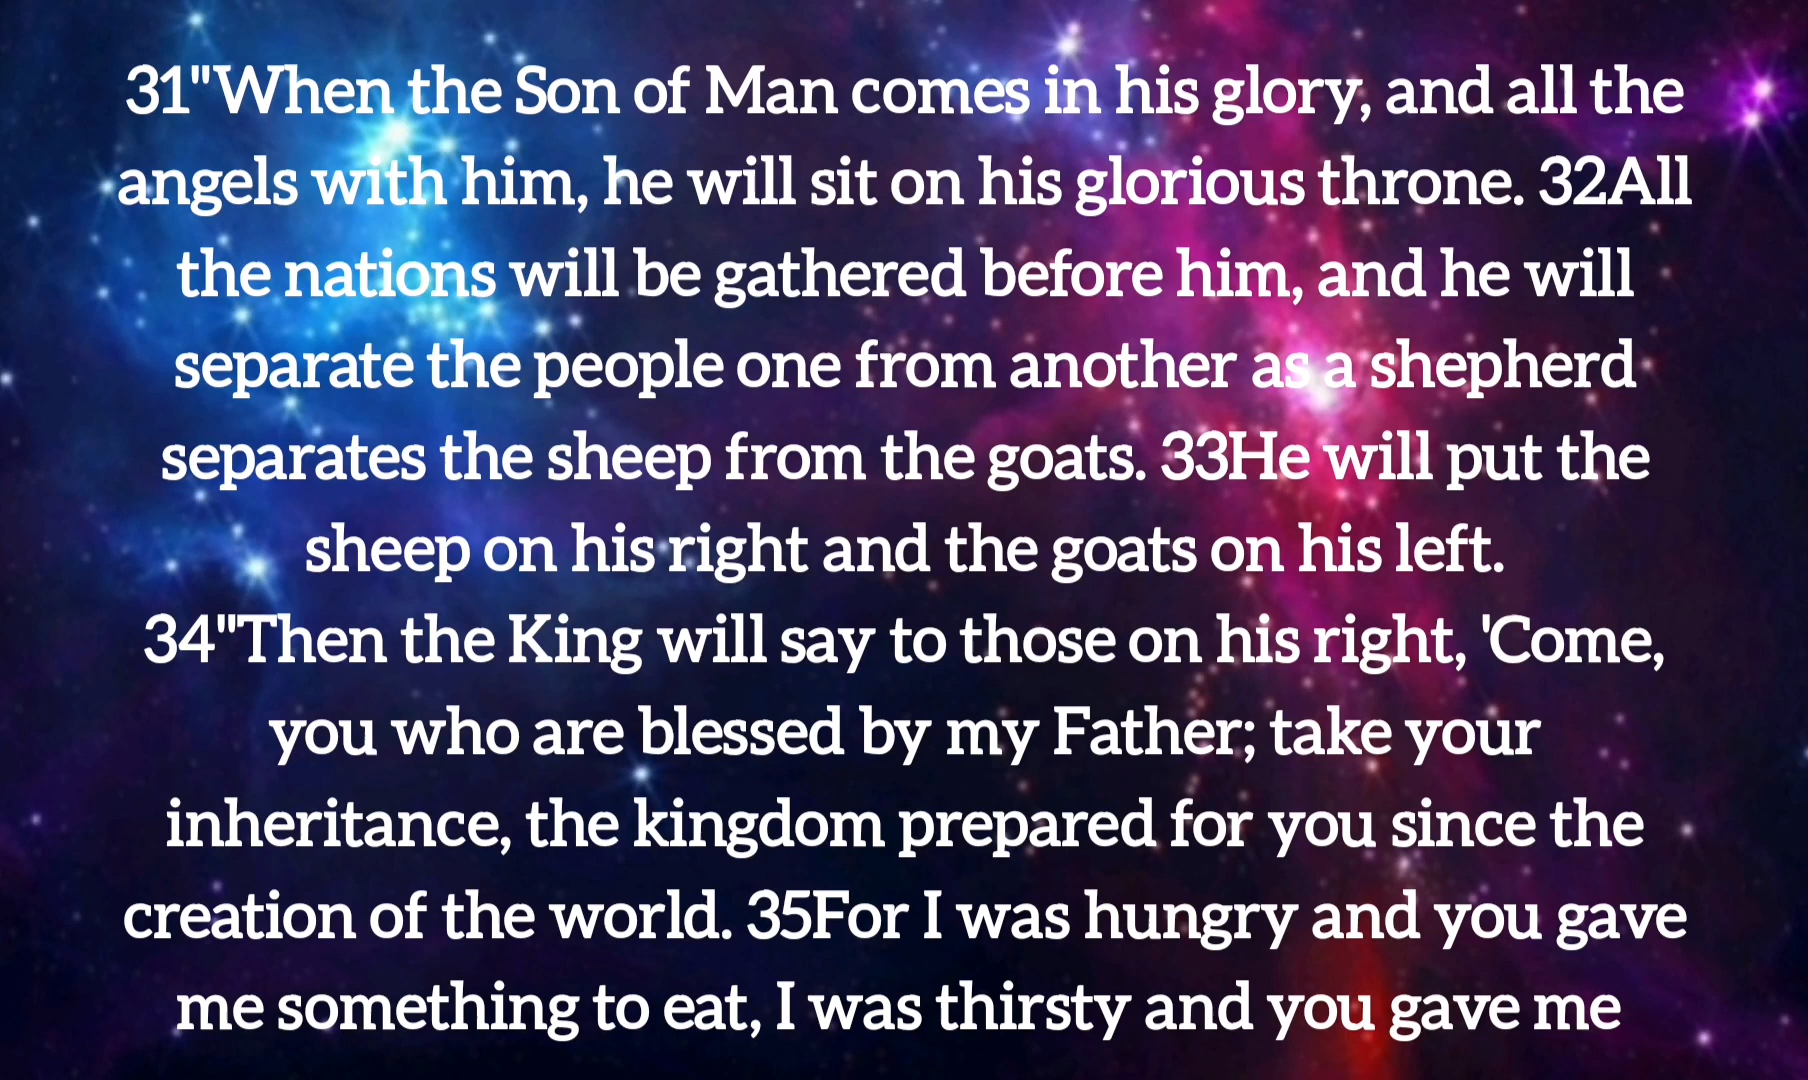 31"When the Son of Man comes in his glory, and all the
angels with him, he will sit on his glorious throne. 32All
the nations will be gathered before him, and he will
separate the people one from another as a shepherd
separates the sheep from the goats. 33He will put the
sheep on his right and the goats on his left.
34"Then the King will say to those on his right, 'Come,
you who are blessed by my Father; take your
inheritance, the kingdom prepared for you since the
creation of the world. 35For I was hungry and you gave
me something to eat, I was thirsty and you gave me